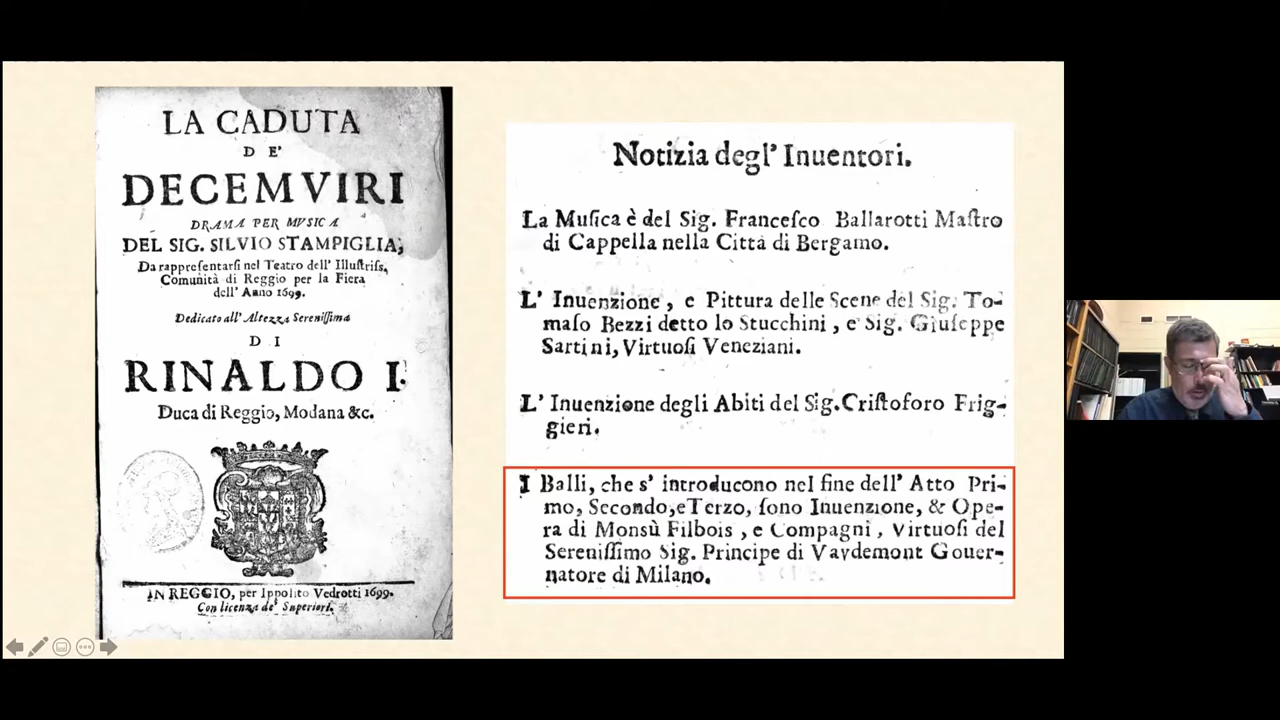 LA CADUTA
DE'
DECEMVIRI
DRAMA PER MVSICA
DEL SIG. SILVIO STAMPIGLIA;
Da rappresentarsi nel Teatro dell' Illustriss.
Comunità di Reggio per la Fiera
dell' Anno 1699.
Dedicato all' Altezza Serenissima
DI
RINALDO I.
Duca di Reggio, Modana &c.
IN REGGIO, per Ippolito Vedrotti 1699.
Con licenza de' Superiori.
Notizia degl' Inuentori.
La Musica è del Sig. Francesco Ballarotti Mastro
di Cappella nella Città di Bergamo.
L' Inuenzione, e Pittura delle Scene del Sig. To-
maso Bezzi detto lo Stucchini, e Sig. Giuseppe
Sartini, Virtuosi Veneziani.
L' Inuenzione degli Abiti del Sig. Cristoforo Frig-
gieri.
I Balli, che s' introducono nel fine dell' Atto Pri-
mo, Secondo, e Terzo, sono Inuenzione, & Ope-
ra di Monsù Filbois, e Compagni, Virtuosi del
Serenissimo Sig. Principe di Vavdemont Gouer-
natore di Milano.